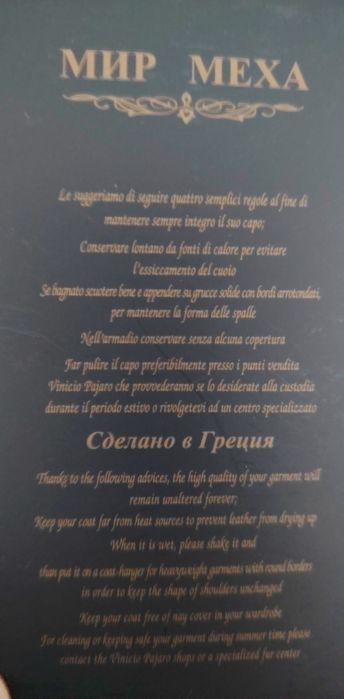 МИР МЕХА
Le suggeriamo di seguire quattro semplici regole al fine di
mantenere sempre integro il suo capo;
Conservare lontano da fonti di calore per evitare
l'essiccamento del cuoio
Se bagnato scuotere bene e appendere su grucce solide con bordi arrotondati,
per mantenere la forma delle spalle
Nell'armadio conservare senza alcuna copertura
Far pulire il capo preferibilmente presso i punti vendita
Vinicio Pajaro che provvederanno se lo desiderate alla custodia
durante il periodo estivo o rivolgetevi ad un centro specializzato
Сделано в Греция
Thanks to the following advices, the high quality of your garment will
remain unaltered forever;
Keep your coat far from heat sources to prevent leather from drying up
When it is wet, please shake it and
than put it on a coat-hanger for heavyweight garments with round borders
in order to keep the shape of shoulders unchanged
Keep your coat free of nay cover in your wardrobe
For cleaning or keeping safe your garment during summer time please
contact the Vinicio Pajaro shops or a specialized fur center